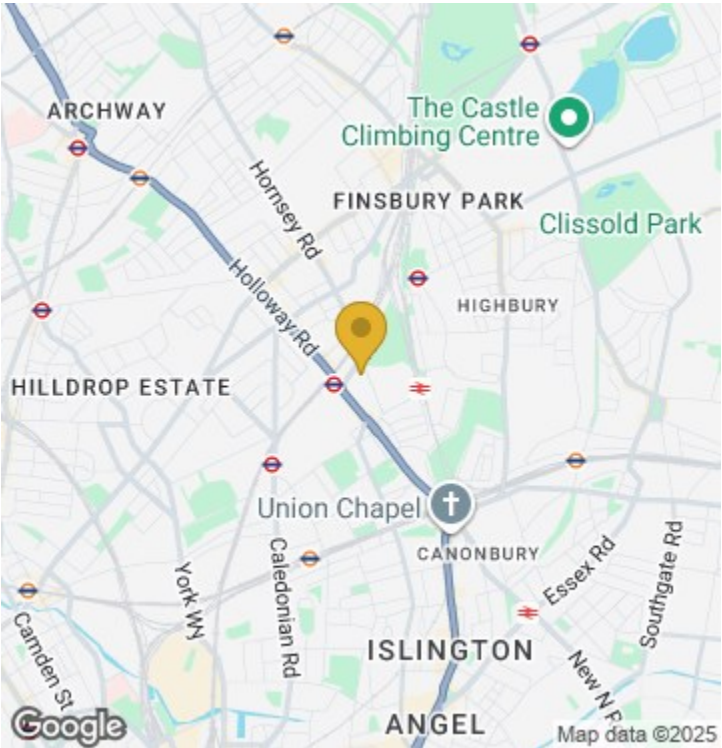 ARCHWAY
The Castle
Climbing Centre
Hornsey Rd
FINSBURY PARK
Clissold Park
Holloway Rd
HIGHBURY
HILLDROP ESTATE
Union Chapel
CANONBURY
York Wy
Caledonian Rd
Essex Rd
Southgate Rd
Camden St
ISLINGTON
New N R
ANGEL
Google
Map data ©2025